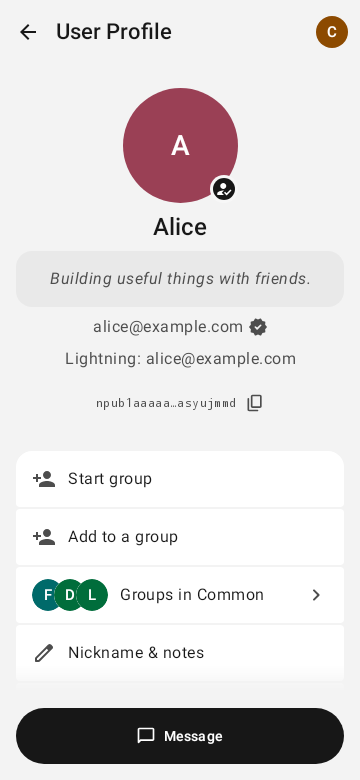 User Profile
C
A
Alice
Building useful things with friends.
alice@example.com
Lightning: alice@example.com
npub1aaaaa…asyujmmd
Start group
Add to a group
F D L Groups in Common
Nickname & notes
Message